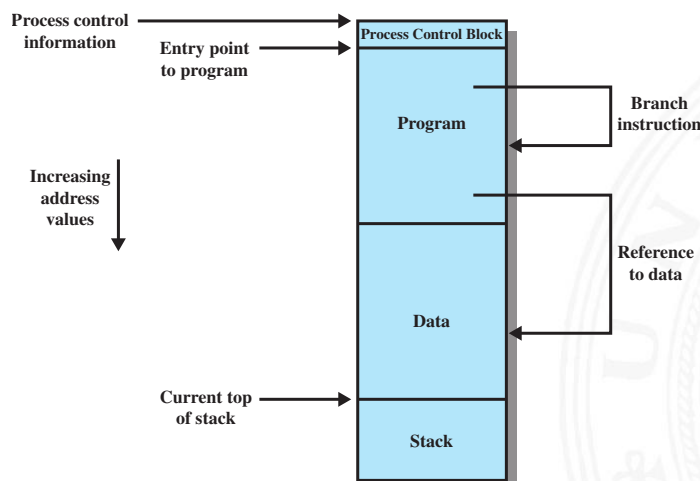 Process control
information
Process Control Block
Entry point
to program
Program
Branch
instruction
Increasing
address
values
Reference
to data
Data
Current top
of stack
Stack